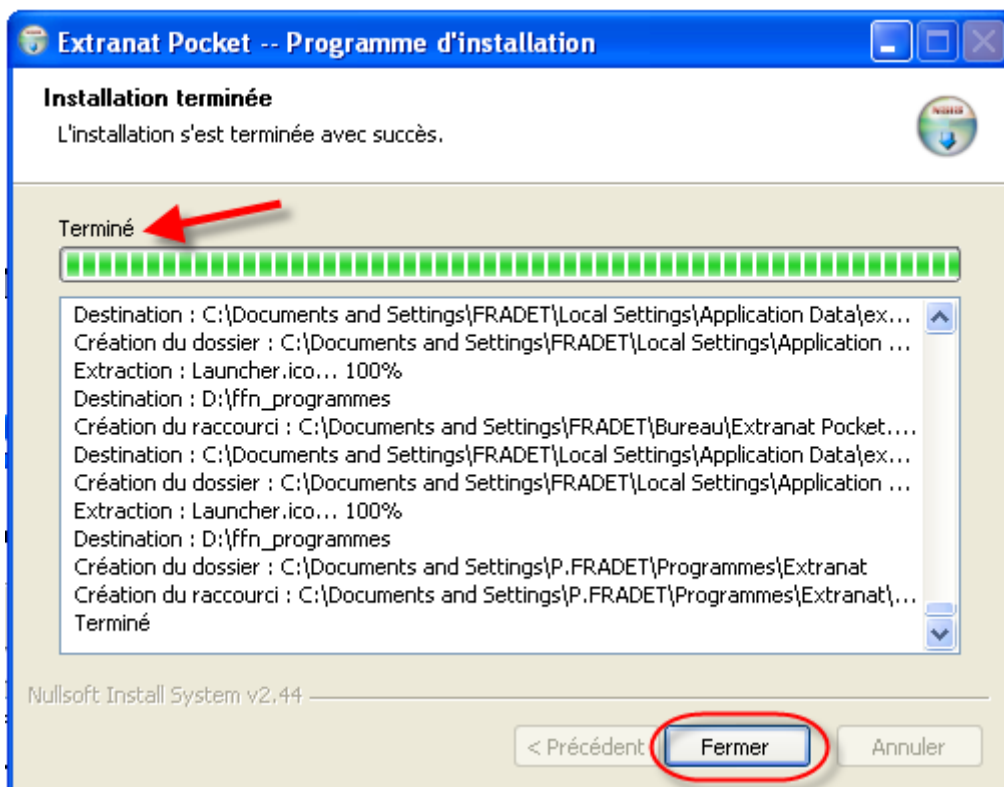 Extranat Pocket -- Programme d'installation
Installation terminée
L'installation s'est terminée avec succès.
Terminé
Destination : C:\Documents and Settings\FRADET\Local Settings\Application Data\ex...
Création du dossier : C:\Documents and Settings\FRADET\Local Settings\Application ...
Extraction : Launcher.ico... 100%
Destination : D:\ffn_programmes
Création du raccourci : C:\Documents and Settings\FRADET\Bureau\Extranat Pocket....
Destination : C:\Documents and Settings\FRADET\Local Settings\Application Data\ex...
Création du dossier : C:\Documents and Settings\FRADET\Local Settings\Application ...
Extraction : Launcher.ico... 100%
Destination : D:\ffn_programmes
Création du dossier : C:\Documents and Settings\P.FRADET\Programmes\Extranat
Création du raccourci : C:\Documents and Settings\P.FRADET\Programmes\Extranat\...
Terminé
Nullsoft Install System v2.44
< Précédent Fermer Annuler